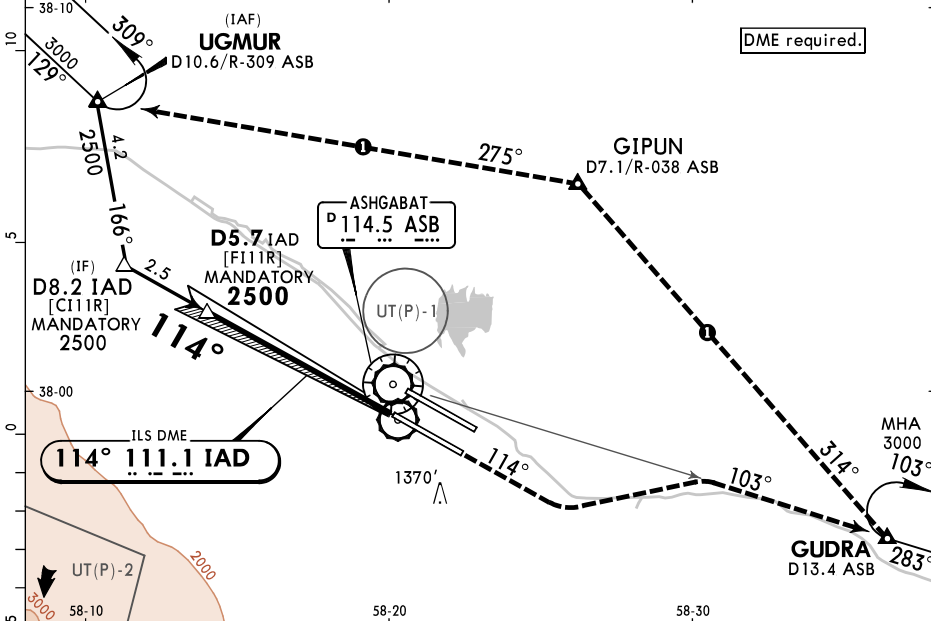 38-10
10
309°
3000
129°
(IAF)
UGMUR
D10.6/R-309 ASB
DME required.
4.2
2500
166°
1
275°
GIPUN
D7.1/R-038 ASB
ASHGABAT
D 114.5 ASB
5
D5.7 IAD
[FI11R]
MANDATORY
2500
(IF)
D8.2 IAD
[CI11R]
MANDATORY
2500
2.5
114°
UT(P)-1
1
38-00
0
ILS DME
114° 111.1 IAD
114°
1370'
103°
314°
MHA
3000
103°
GUDRA
D13.4 ASB
283°
UT(P)-2
2000
3000
5
58-10
58-20
58-30